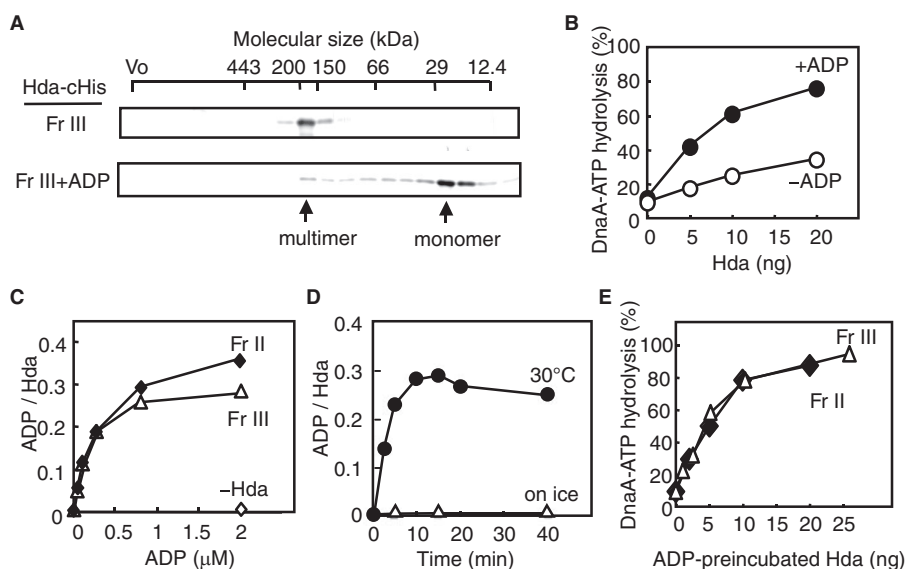 A
Molecular size (kDa)
Vo 443 200 150 66 29 12.4
Hda-cHis
Fr III
Fr III+ADP
multimer monomer
B
DnaA-ATP hydrolysis (%)
100
80
60
40
20
0
+ADP
−ADP
0 5 10 15 20
Hda (ng)
C
ADP / Hda
0.4
0.3
0.2
0.1
0
Fr II
Fr III
−Hda
0 0.5 1 1.5 2
ADP (μM)
D
ADP / Hda
0.4
0.3
0.2
0.1
0
30°C
on ice
0 10 20 30 40
Time (min)
E
DnaA-ATP hydrolysis (%)
100
80
60
40
20
0
Fr III
Fr II
0 5 10 15 20 25
ADP-preincubated Hda (ng)